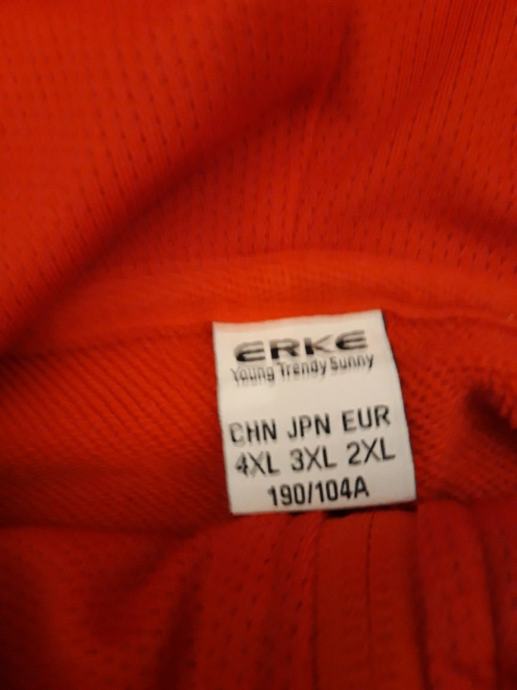 ERKE
Young Trendy Sunny
CHN JPN EUR
4XL 3XL 2XL
190/104A